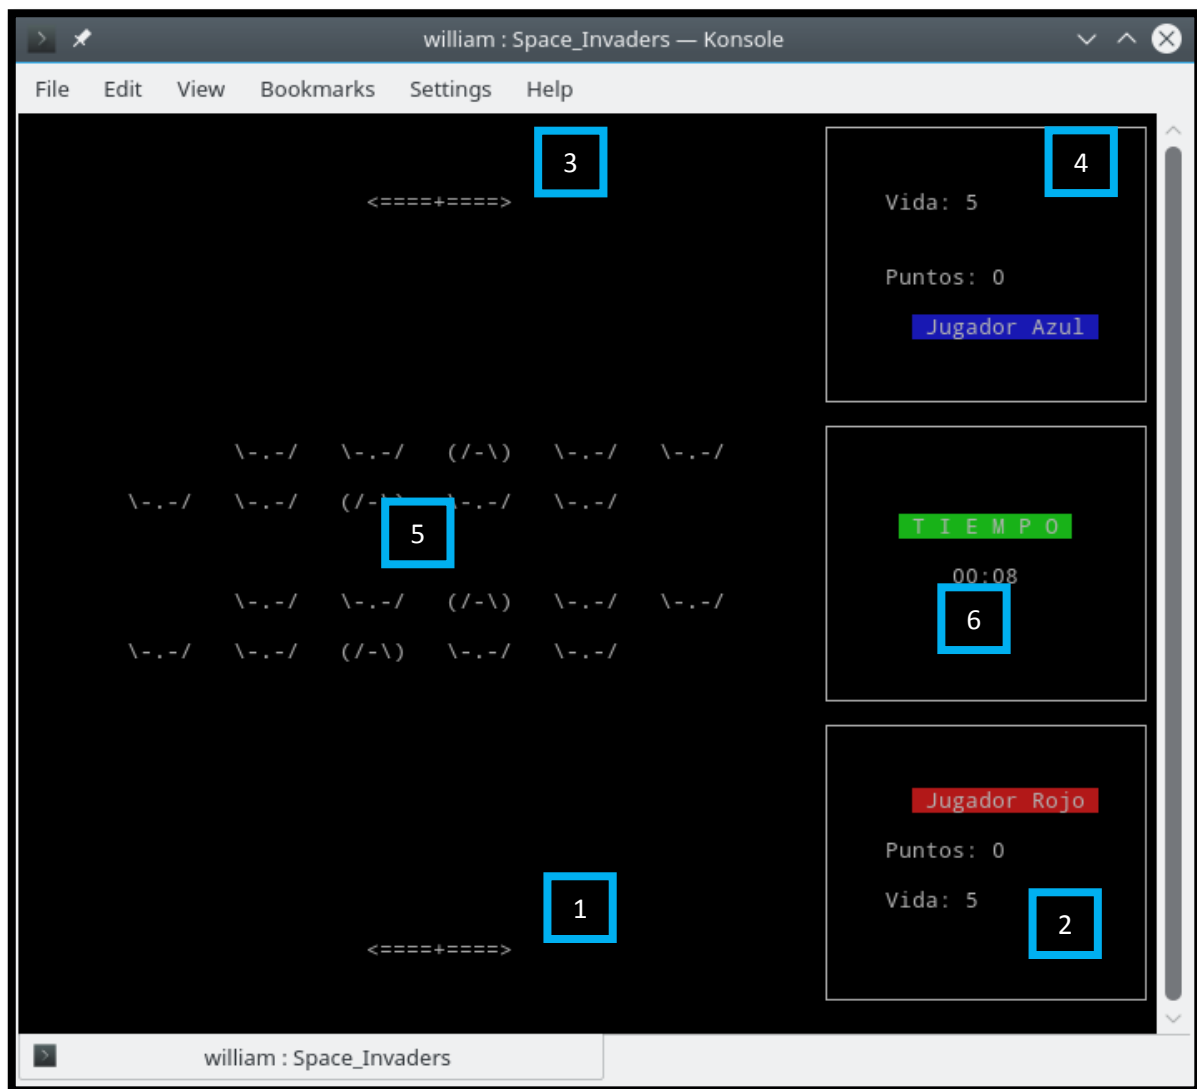 william : Space_Invaders — Konsole
File Edit View Bookmarks Settings Help
3
4
<====+====>
Vida: 5
Puntos: 0
Jugador Azul
\-.-/ \-.-/ (/-\) \-.-/ \-.-/
\-.-/ \-.-/ (/-\) \-.-/ \-.-/
5
T I E M P O
00:08
\-.-/ \-.-/ (/-\) \-.-/ \-.-/
6
\-.-/ \-.-/ (/-\) \-.-/ \-.-/
Jugador Rojo
Puntos: 0
1
Vida: 5
2
<====+====>
william : Space_Invaders